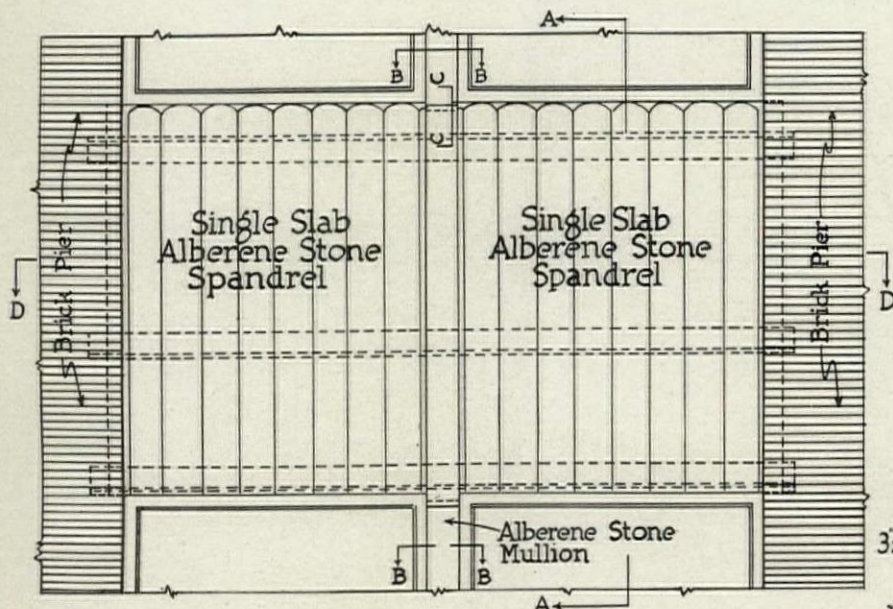 A
B B
C
C
Single Slab
Alberene Stone
Spandrel
Single Slab
Alberene Stone
Spandrel
Brick Pier
Brick Pier
D D
Alberene Stone
Mullion
B B
A